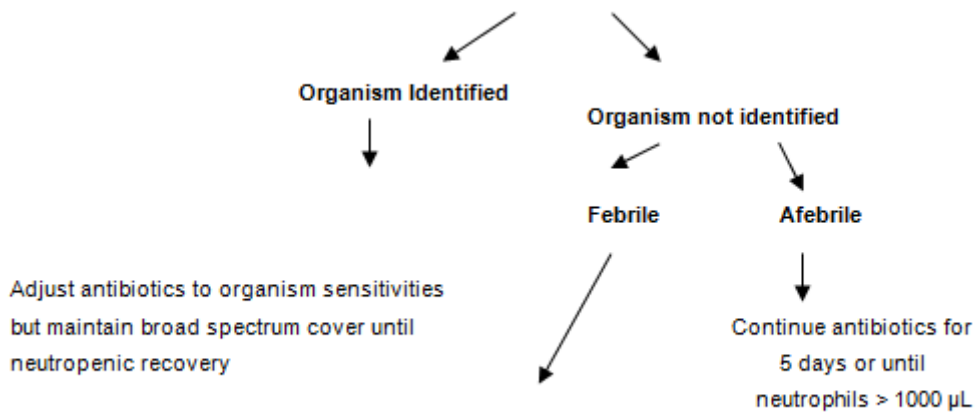 Organism Identified
Organism not identified
Febrile
Afebrile
Adjust antibiotics to organism sensitivities
but maintain broad spectrum cover until
neutropenic recovery
Continue antibiotics for
5 days or until
neutrophils > 1000 µL